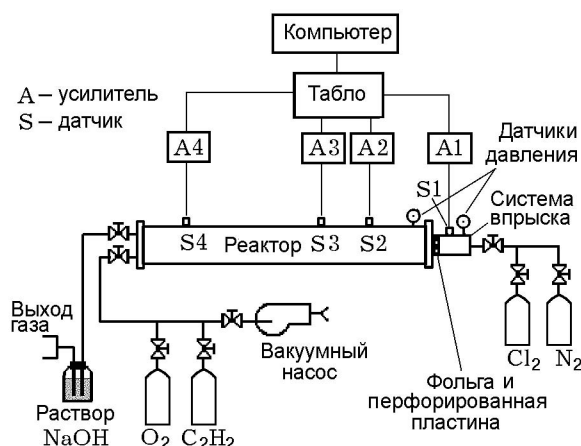 Компьютер
А – усилитель
S – датчик
Табло
Датчики
давления
A4
A3
A2
A1
S1
Система
впрыска
S4
Реактор
S3
S2
Выход
газа
Вакуумный
насос
Cl₂
N₂
Фольга и
перфорированная
пластина
Раствор
NaOH
O₂
C₂H₂